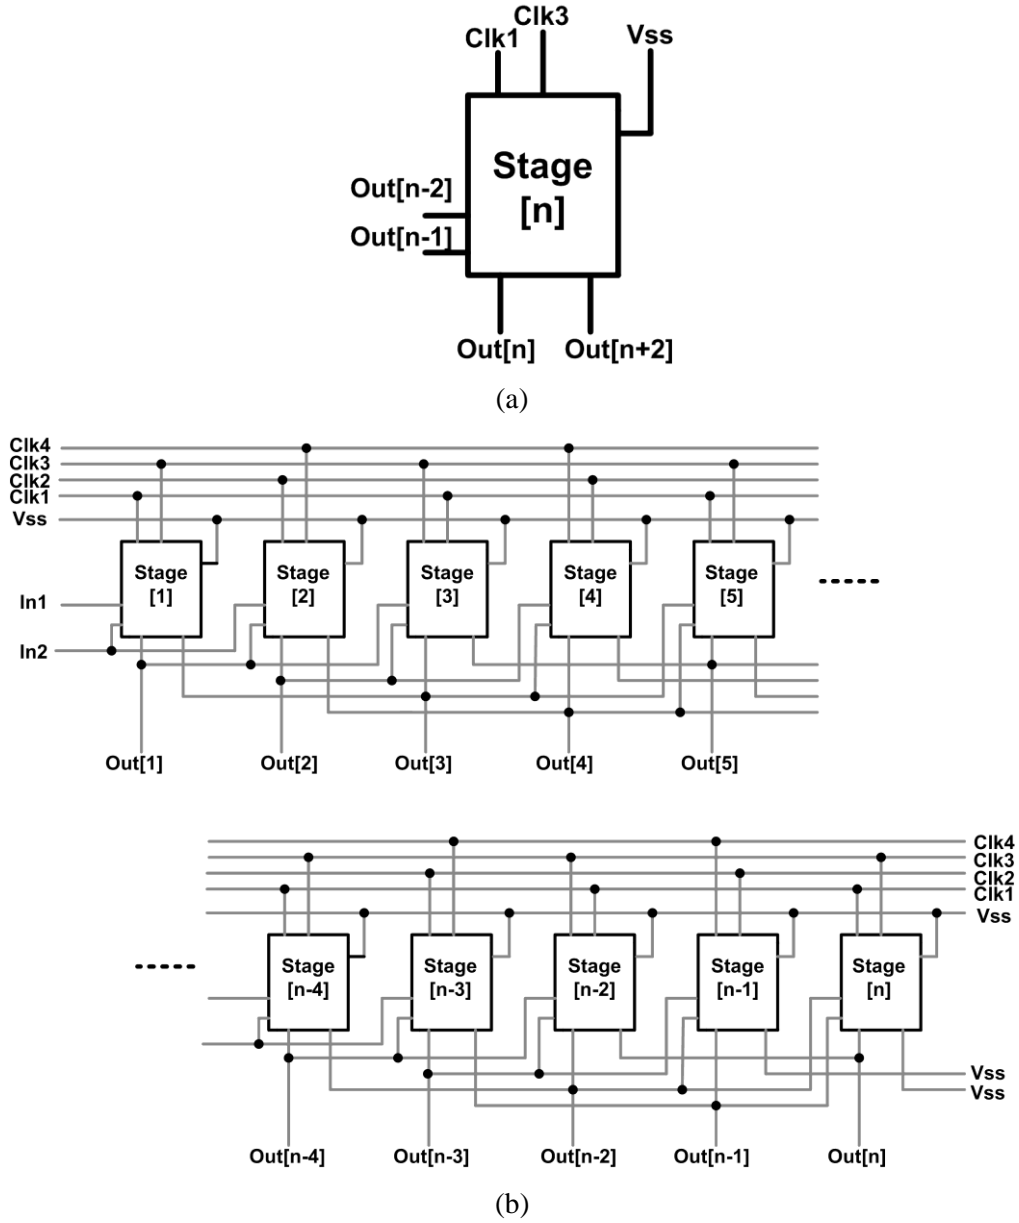 Clk3
Clk1
Vss
Stage
[n]
Out[n-2]
Out[n-1]
Out[n]
Out[n+2]
(a)
Clk4
Clk3
Clk2
Clk1
Vss
Stage
[1]
Stage
[2]
Stage
[3]
Stage
[4]
Stage
[5]
In1
In2
Out[1]
Out[2]
Out[3]
Out[4]
Out[5]
Clk4
Clk3
Clk2
Clk1
Vss
Stage
[n-4]
Stage
[n-3]
Stage
[n-2]
Stage
[n-1]
Stage
[n]
Vss
Vss
Out[n-4]
Out[n-3]
Out[n-2]
Out[n-1]
Out[n]
(b)